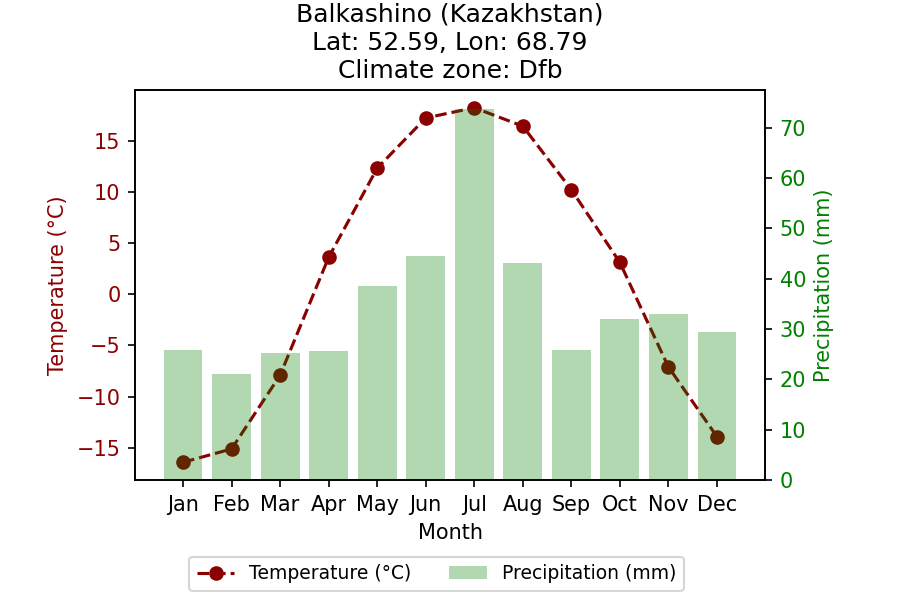 Balkashino (Kazakhstan)
Lat: 52.59, Lon: 68.79
Climate zone: Dfb
Temperature (°C)
15
10
5
0
−5
−10
−15
Precipitation (mm)
70
60
50
40
30
20
10
0
Jan Feb Mar Apr May Jun Jul Aug Sep Oct Nov Dec
Month
Temperature (°C) Precipitation (mm)